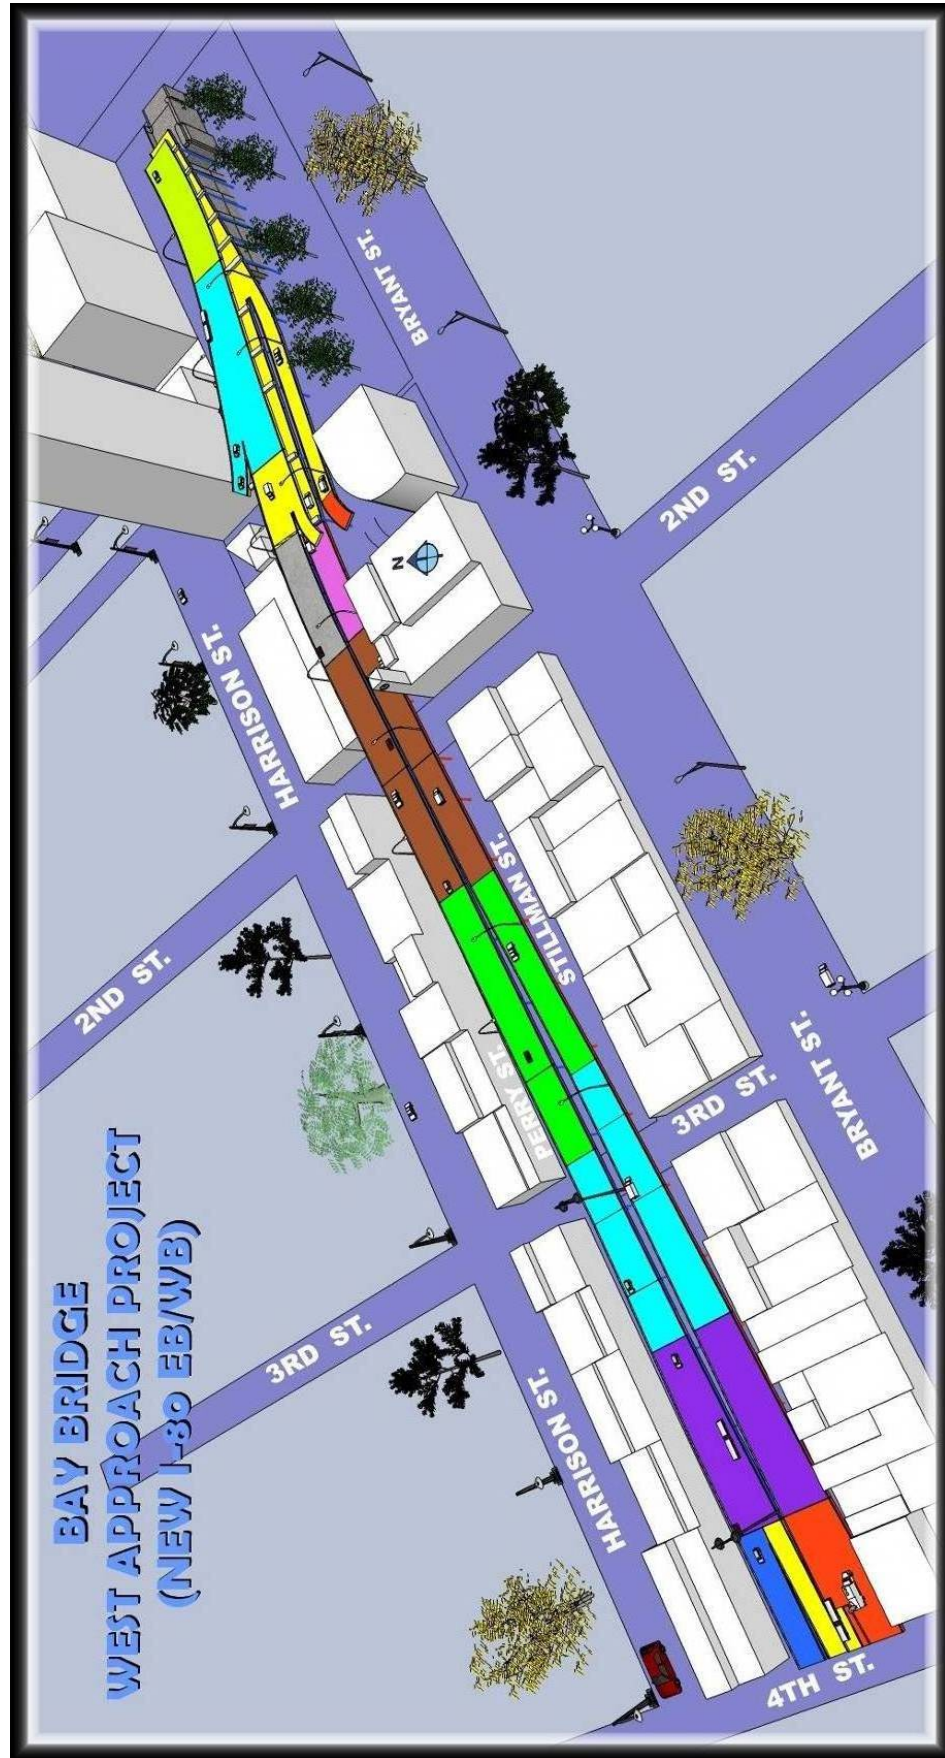 BAY BRIDGE
WEST APPROACH PROJECT
(NEW I-80 EB/WB)
BRYANT ST.
2ND ST.
N
HARRISON ST.
STILLMAN ST.
2ND ST.
PERRY ST.
3RD ST.
BRYANT ST.
3RD ST.
HARRISON ST.
4TH ST.